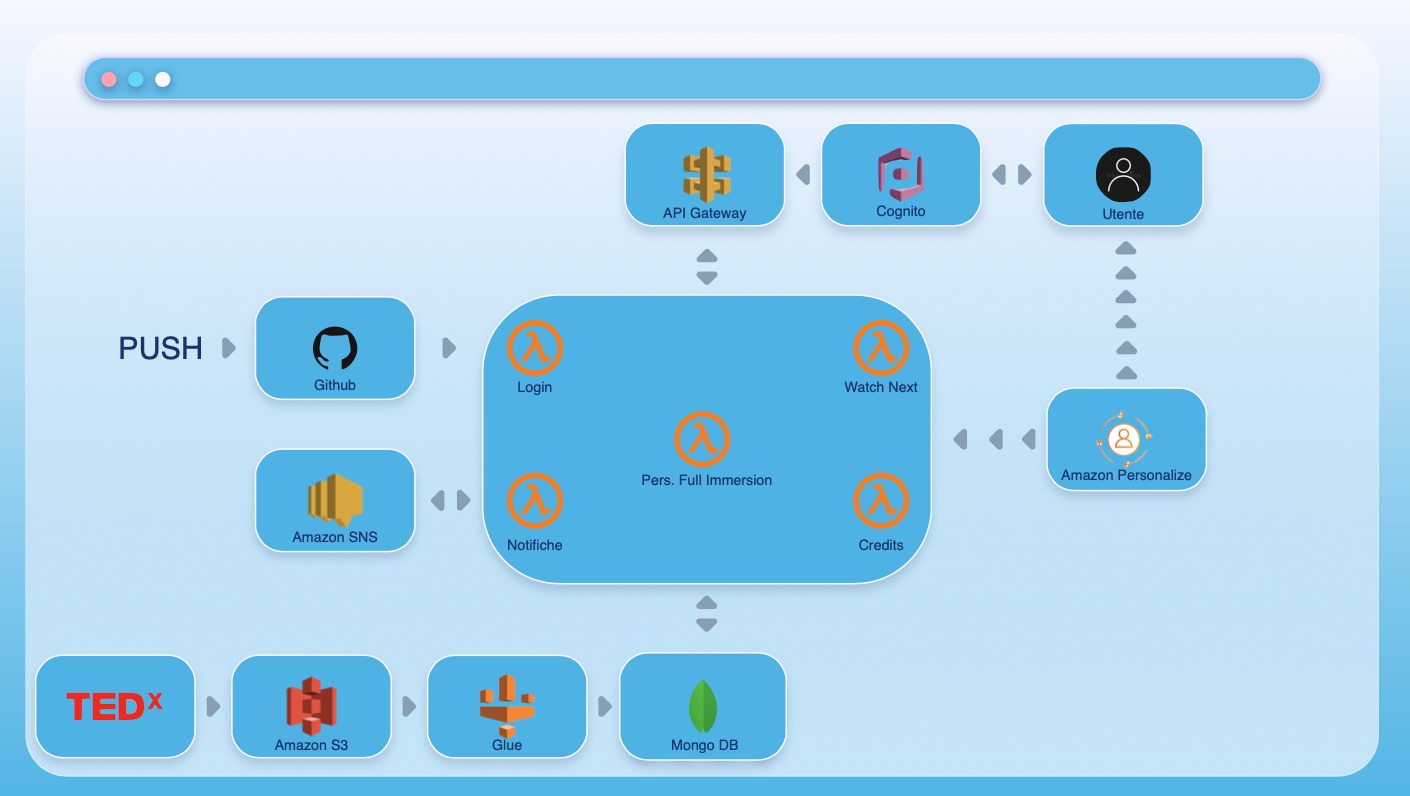 API Gateway
Cognito
Utente
PUSH
Github
Login
Watch Next
Pers. Full Immersion
Amazon Personalize
Amazon SNS
Notifiche
Credits
TEDx
Amazon S3
Glue
Mongo DB